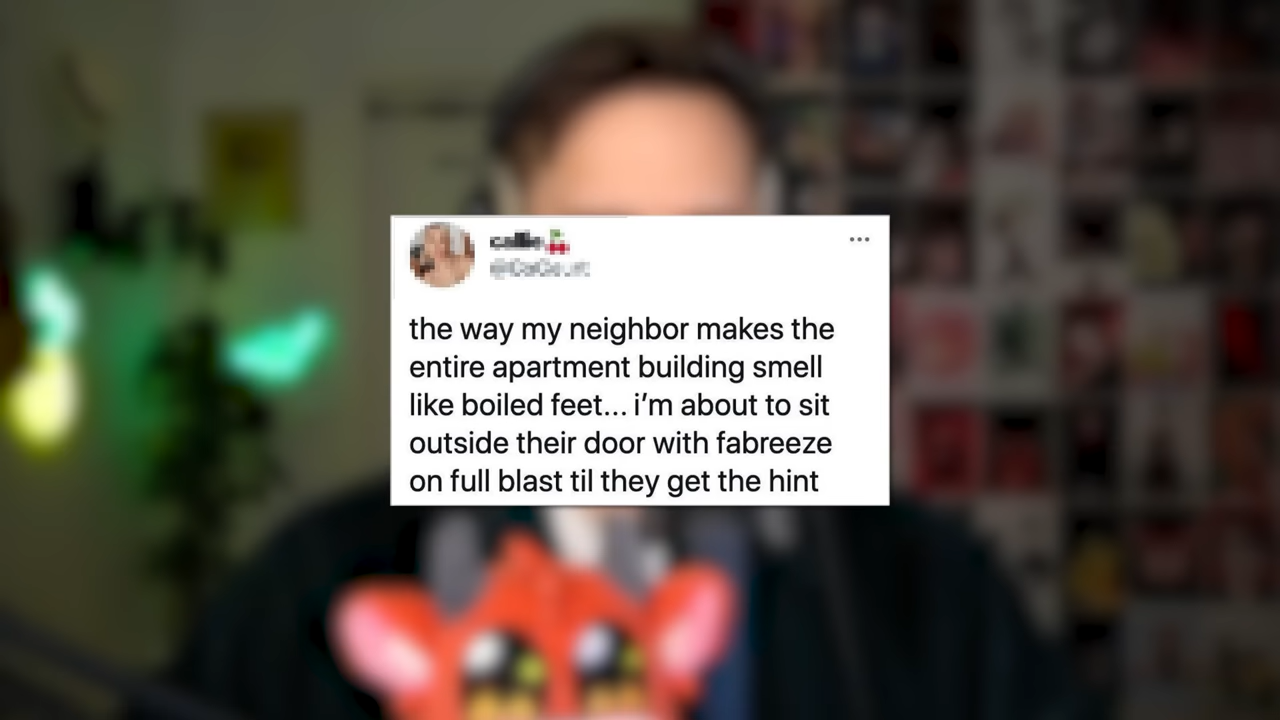 the way my neighbor makes the
entire apartment building smell
like boiled feet... i’m about to sit
outside their door with fabreeze
on full blast til they get the hint